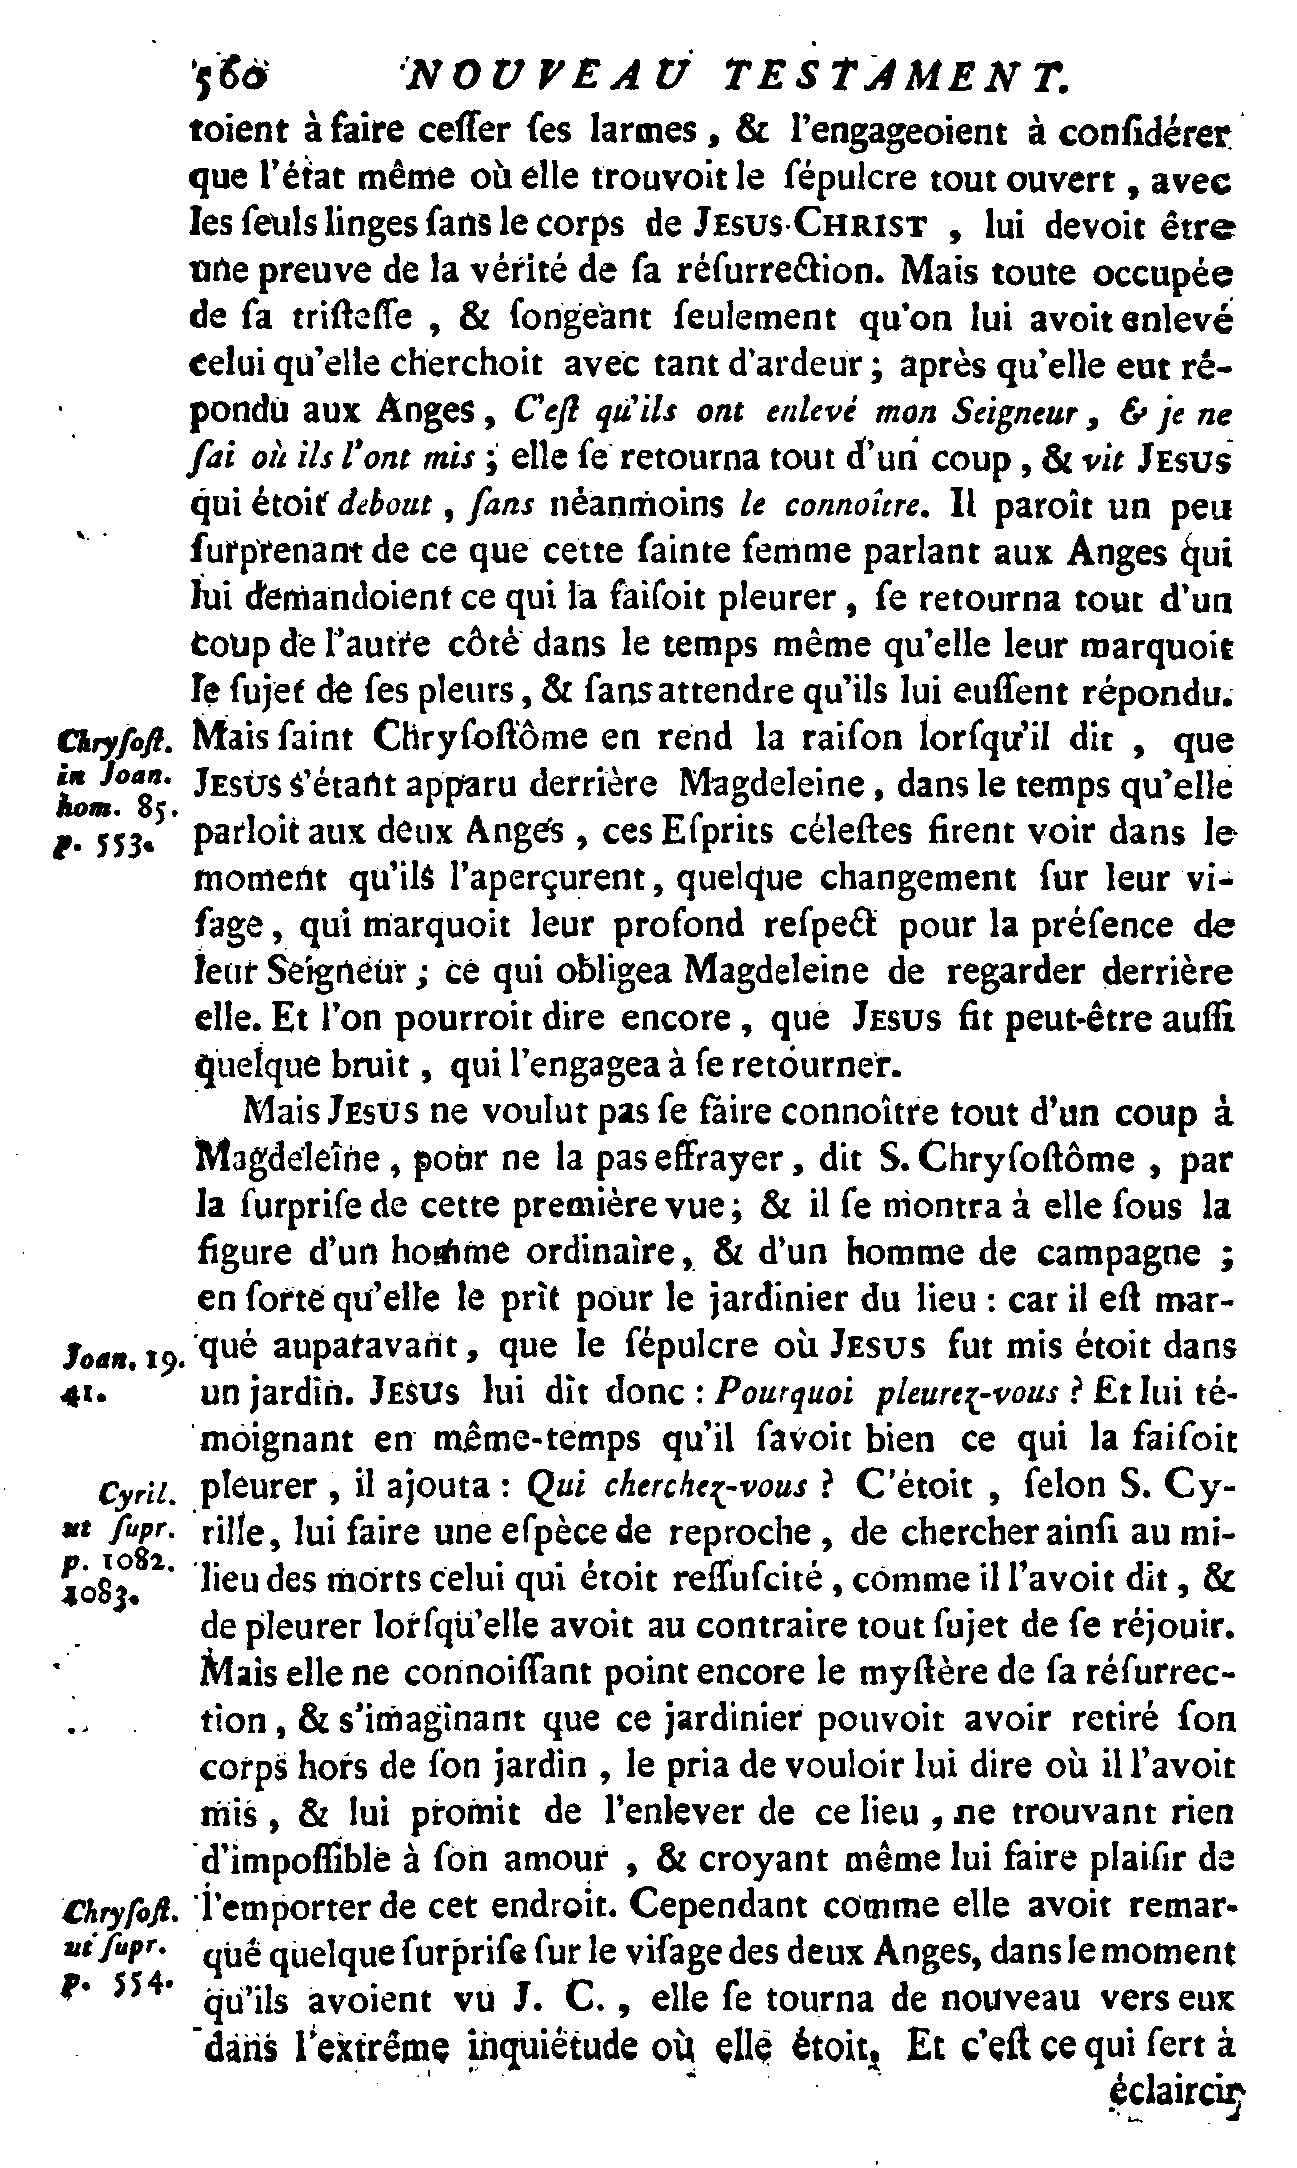 560 NOUVEAU TESTAMENT.
toient à faire ceſſer ſes larmes, & l'engageoient à conſidérer
que l'état même où elle trouvoit le ſépulcre tout ouvert, avec
les ſeuls linges ſans le corps de JESUS-CHRIST, lui devoit être
une preuve de la vérité de ſa réſurrection. Mais toute occupée
de ſa triſteſſe, & ſongeant ſeulement qu'on lui avoit enlevé
celui qu'elle cherchoit avec tant d'ardeur; après qu'elle eut ré-
pondu aux Anges, C'eſt qu'ils ont enlevé mon Seigneur, & je ne
ſai où ils l'ont mis; elle ſe retourna tout d'un coup, & vit JESUS
qui étoit debout, ſans néanmoins le connoître. Il paroît un peu
ſurprenant de ce que cette ſainte femme parlant aux Anges qui
lui demandoient ce qui la faiſoit pleurer, ſe retourna tout d'un
coup de l'autre côté dans le temps même qu'elle leur marquoit
le ſujet de ſes pleurs, & ſans attendre qu'ils lui euſſent répondu.
Chryſoſt.
in Joan.
hom. 85.
p. 553.
Mais ſaint Chryſoſtôme en rend la raiſon lorſqu'il dit, que
JESUS s'étant apparu derrière Magdeleine, dans le temps qu'elle
parloit aux deux Anges, ces Eſprits céleſtes firent voir dans le
moment qu'ils l'aperçurent, quelque changement ſur leur vi-
ſage, qui marquoit leur profond reſpect pour la préſence de
leur Seigneur; ce qui obligea Magdeleine de regarder derrière
elle. Et l'on pourroit dire encore, que JESUS fit peut-être auſſi
quelque bruit, qui l'engagea à ſe retourner.
Mais JESUS ne voulut pas ſe faire connoître tout d'un coup à
Magdeleine, pour ne la pas effrayer, dit S. Chryſoſtôme, par
la ſurpriſe de cette première vue; & il ſe montra à elle ſous la
figure d'un homme ordinaire, & d'un homme de campagne;
en ſorte qu'elle le prît pour le jardinier du lieu: car il eſt mar-
Joan. 19.
41.
qué auparavant, que le ſépulcre où JESUS fut mis étoit dans
un jardin. JESUS lui dit donc: Pourquoi pleurez-vous? Et lui té-
moignant en même-temps qu'il ſavoit bien ce qui la faiſoit
Cyril.
ut ſupr.
p. 1082.
1083.
pleurer, il ajouta: Qui cherchez-vous? C'étoit, ſelon S. Cy-
rille, lui faire une eſpèce de reproche, de chercher ainſi au mi-
lieu des morts celui qui étoit reſſuſcité, comme il l'avoit dit, &
de pleurer lorſqu'elle avoit au contraire tout ſujet de ſe réjouir.
Mais elle ne connoiſſant point encore le myſtère de ſa réſurrec-
tion, & s'imaginant que ce jardinier pouvoit avoir retiré ſon
corps hors de ſon jardin, le pria de vouloir lui dire où il l'avoit
mis, & lui promit de l'enlever de ce lieu, ne trouvant rien
d'impoſſible à ſon amour, & croyant même lui faire plaiſir de
Chryſoſt.
ut ſupr.
p. 554.
l'emporter de cet endroit. Cependant comme elle avoit remar-
qué quelque ſurpriſe ſur le viſage des deux Anges, dans le moment
qu'ils avoient vu J. C., elle ſe tourna de nouveau vers eux
dans l'extrême inquiétude où elle étoit. Et c'eſt ce qui ſert à
éclaircir